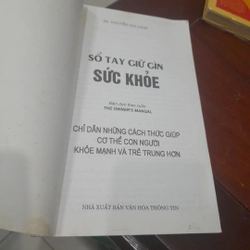 SỔ TAY GIỮ GÌN
SỨC KHỎE
THE OWNER'S MANUAL
CHỈ DẪN NHỮNG CÁCH THỨC GIÚP
CƠ THỂ CON NGƯỜI
KHỎE MẠNH VÀ TRẺ TRUNG HƠN
NHÀ XUẤT BẢN VĂN HÓA THÔNG TIN